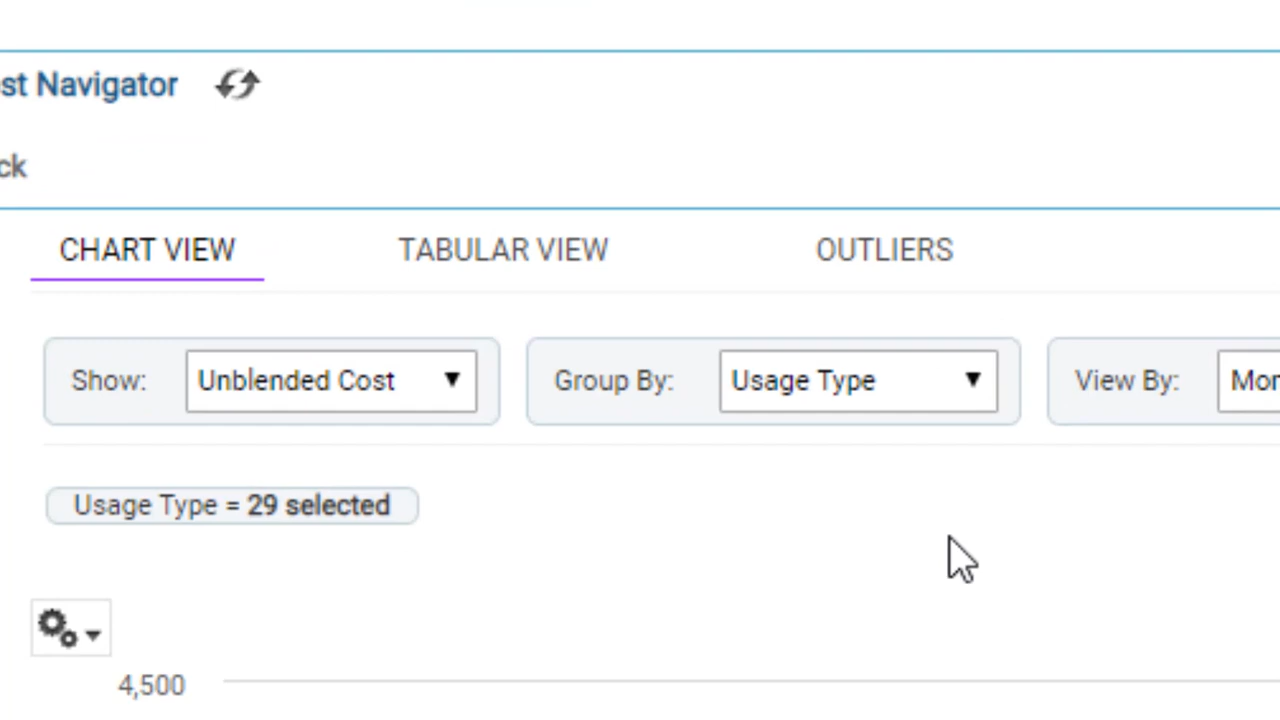 st Navigator
ck
CHART VIEW TABULAR VIEW OUTLIERS
Show: Unblended Cost Group By: Usage Type View By: Mon
Usage Type = 29 selected
4,500